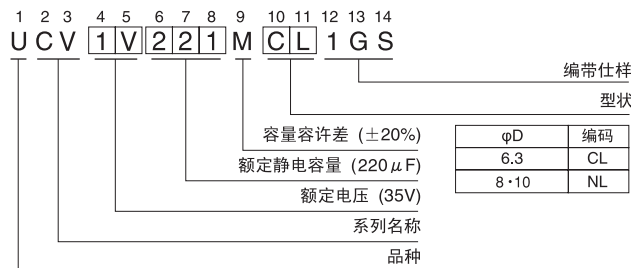 1 2 3 4 5 6 7 8 9 10 11 12 13 14
U C V 1 V 2 2 1 M C L 1 G S
编带仕样
型状
容量容许差 (±20%)
额定静电容量 (220μF)
额定电压 (35V)
系列名称
品种
φD 编码
6.3 CL
8・10 NL